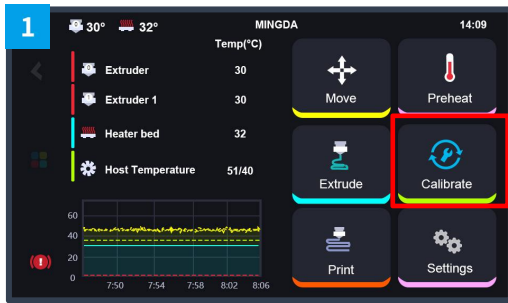 1
30° 32° MINGDA 14:09
Temp(°C)
Extruder 30
Extruder 1 30
Heater bed 32
Host Temperature 51/40
Move
Preheat
Extrude
Calibrate
Print
Settings
60
40
20
0
7:50 7:54 7:58 8:02 8:06